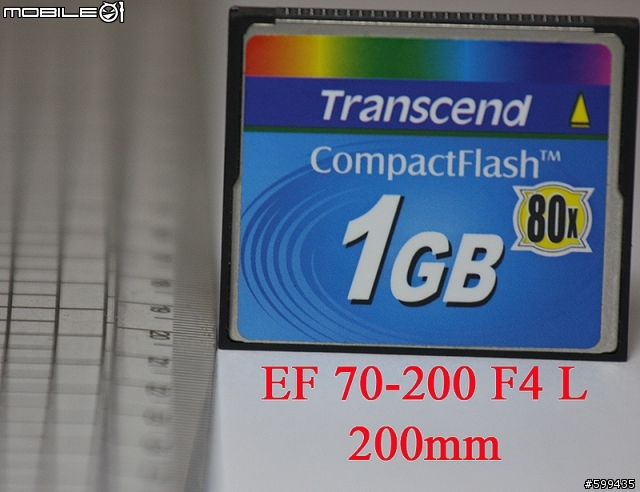 MOBILE01
Transcend
CompactFlash™
1GB
80x
EF 70-200 F4 L
200mm
#599435